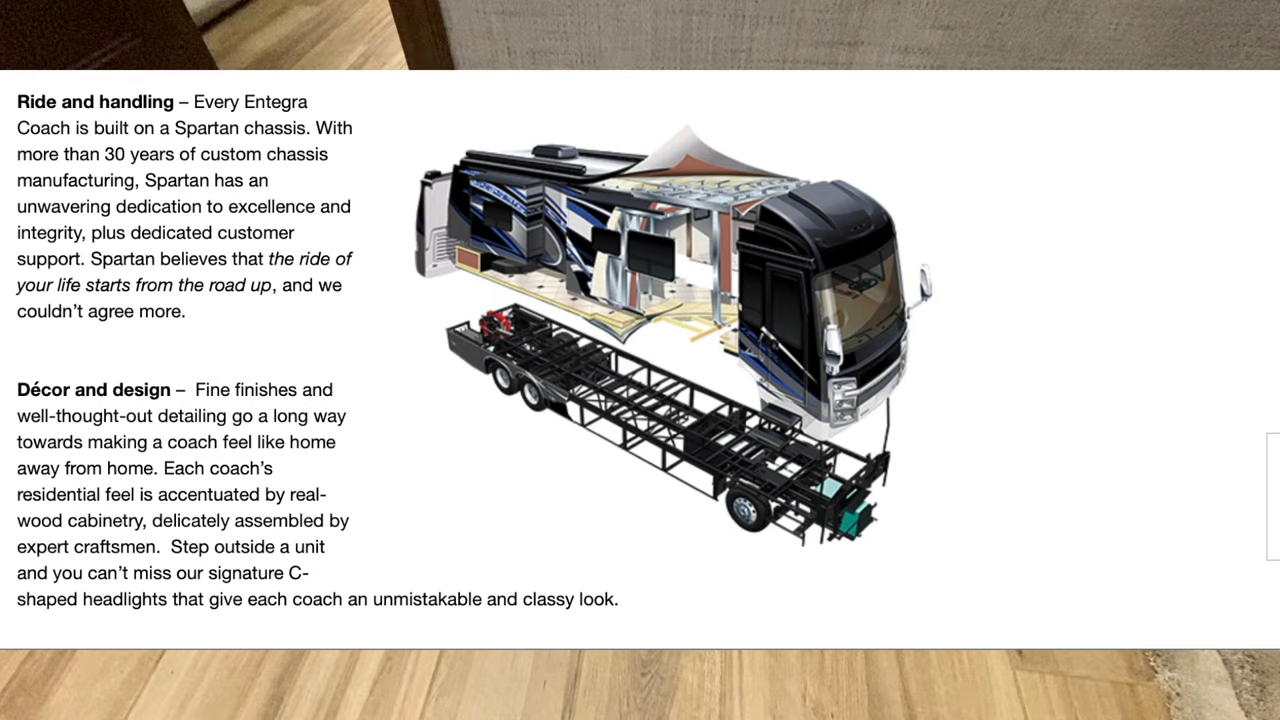 Ride and handling – Every Entegra
Coach is built on a Spartan chassis. With
more than 30 years of custom chassis
manufacturing, Spartan has an
unwavering dedication to excellence and
integrity, plus dedicated customer
support. Spartan believes that the ride of
your life starts from the road up, and we
couldn’t agree more.
Décor and design –  Fine finishes and
well-thought-out detailing go a long way
towards making a coach feel like home
away from home. Each coach’s
residential feel is accentuated by real-
wood cabinetry, delicately assembled by
expert craftsmen.  Step outside a unit
and you can’t miss our signature C-
shaped headlights that give each coach an unmistakable and classy look.